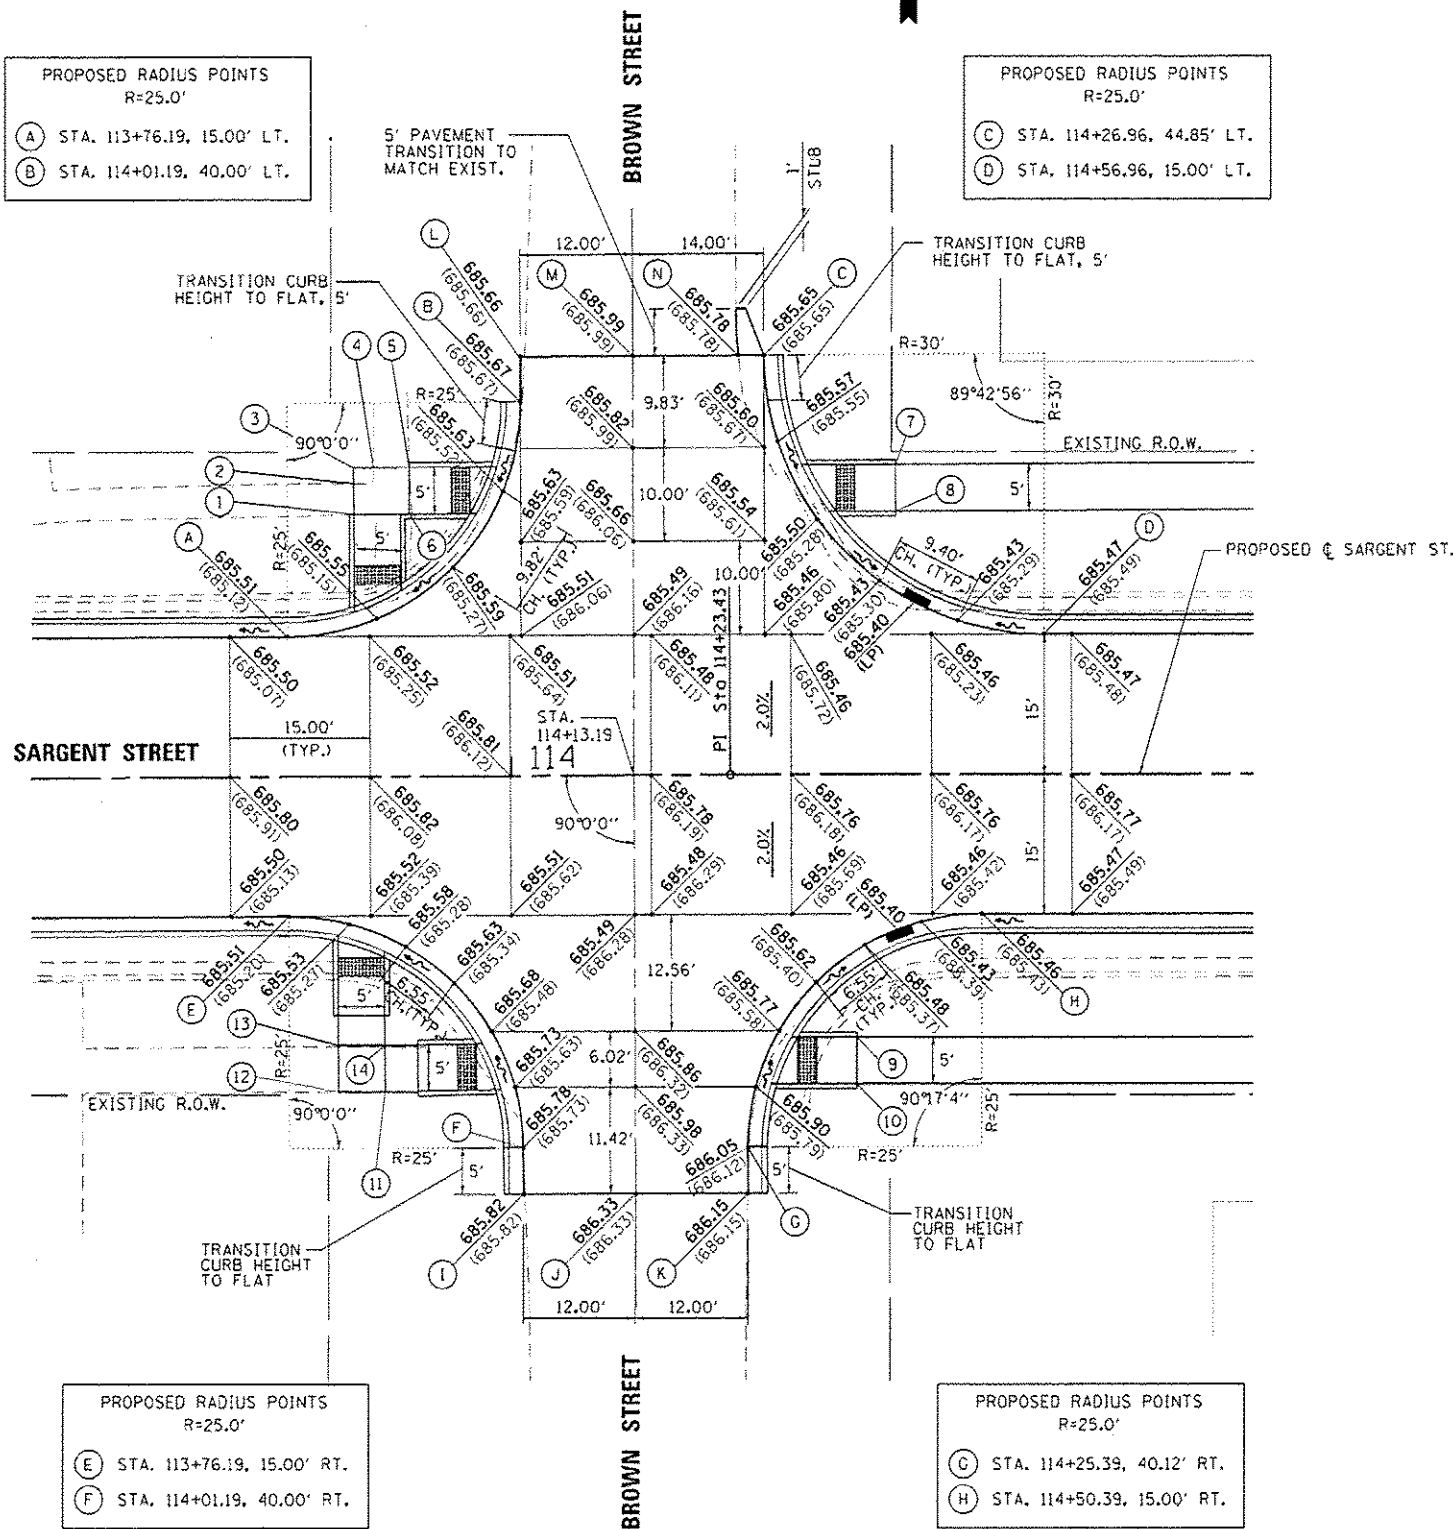 BROWN STREET
PROPOSED RADIUS POINTS
R=25.0'
A STA. 113+76.19, 15.00' LT.
B STA. 114+01.19, 40.00' LT.
5' PAVEMENT
TRANSITION TO
MATCH EXIST.
1'
STUB
PROPOSED RADIUS POINTS
R=25.0'
C STA. 114+26.96, 44.85' LT.
D STA. 114+56.96, 15.00' LT.
TRANSITION CURB
HEIGHT TO FLAT, 5'
12.00'
14.00'
TRANSITION CURB
HEIGHT TO FLAT, 5'
L
685.66
(685.66)
M
685.99
(685.99)
N
685.78
(685.78)
C
685.65
(685.65)
B
685.67
(685.67)
R=30'
89°42'56"
R=30'
3
4
5
2
1
6
R=25'
90°0'0"
R=25'
685.63
(685.52)
685.82
(685.99)
9.83'
685.60
(685.67)
685.57
(685.55)
7
EXISTING R.O.W.
5'
5'
8
5'
685.63
(685.59)
685.66
(686.06)
10.00'
685.54
(685.61)
685.50
(685.28)
A
685.51
(685.12)
685.55
(685.15)
685.59
(685.27)
9.82'
CH. (TYP.)
685.51
(686.06)
685.49
(686.16)
10.00'
685.46
(685.80)
685.43
(685.30)
685.40
(LP)
9.40'
CH. (TYP.)
685.43
(685.29)
D
685.47
(685.49)
PROPOSED ℄ SARGENT ST.
685.50
(685.07)
685.52
(685.25)
685.51
(685.64)
685.48
(686.11)
PI Sta 114+23.43
2.0%
685.46
(685.72)
685.46
(685.23)
685.47
(685.48)
15'
15.00'
(TYP.)
685.81
(686.12)
STA.
114+13.19
114
SARGENT STREET
685.80
(685.91)
685.82
(686.08)
90°0'0"
685.78
(686.19)
2.0%
685.76
(686.18)
685.76
(686.17)
685.77
(686.17)
15'
685.50
(685.13)
685.52
(685.39)
685.51
(685.62)
685.48
(686.29)
685.46
(685.69)
685.46
(685.42)
685.47
(685.49)
E
685.51
(685.20)
685.53
(685.27)
685.58
(685.28)
685.63
(685.34)
685.49
(686.28)
685.40
(LP)
685.43
(688.39)
685.46
(685.43)
H
5'
6.55'
CH.(TYP.)
685.68
(685.48)
12.56'
685.77
(685.58)
685.62
(685.40)
6.55'
CH.
(TYP.)
685.48
(685.37)
13
14
12
R=25'
5'
685.73
(685.63)
6.02'
685.86
(686.32)
9
5'
10
EXISTING R.O.W.
90°0'0"
F
685.78
(685.73)
11.42'
685.98
(686.33)
685.90
(685.79)
90°17'4"
R=25'
11
R=25'
5'
686.05
(686.12)
5'
R=25'
G
I
685.82
(685.82)
J
686.33
(686.33)
K
686.15
(686.15)
TRANSITION
CURB HEIGHT
TO FLAT
TRANSITION
CURB HEIGHT
TO FLAT
12.00'
12.00'
BROWN STREET
PROPOSED RADIUS POINTS
R=25.0'
E STA. 113+76.19, 15.00' RT.
F STA. 114+01.19, 40.00' RT.
PROPOSED RADIUS POINTS
R=25.0'
G STA. 114+25.39, 40.12' RT.
H STA. 114+50.39, 15.00' RT.